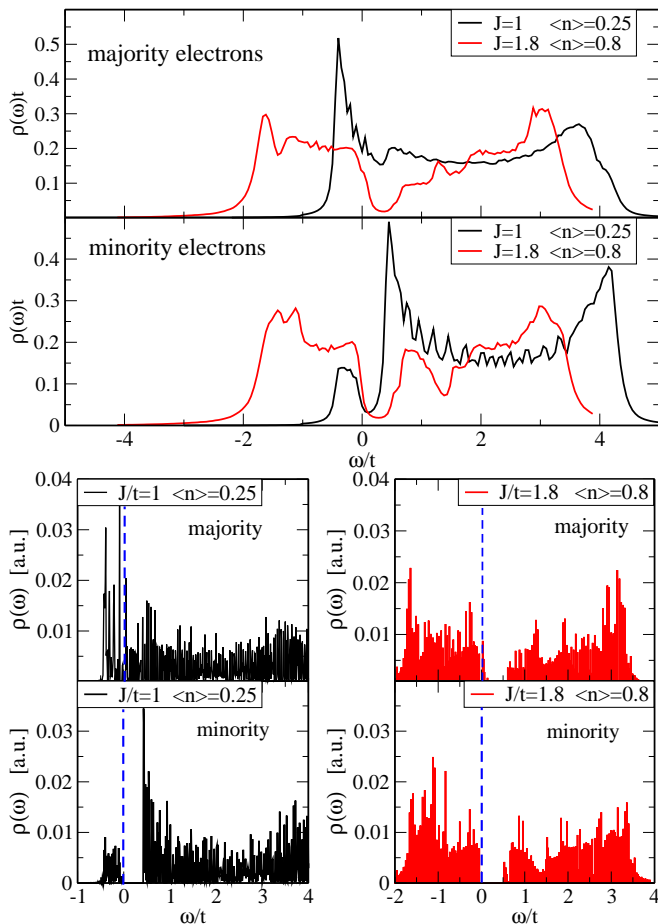 J=1 <n>=0.25
J=1.8 <n>=0.8
majority electrons
0.5
0.4
0.3
0.2
0.1
ρ(ω)t
J=1 <n>=0.25
J=1.8 <n>=0.8
minority electrons
0.4
0.3
0.2
0.1
0
ρ(ω)t
-4 -2 0 2 4
ω/t
J/t=1 <n>=0.25
majority
0.04
0.03
0.02
0.01
ρ(ω) [a.u.]
J/t=1.8 <n>=0.8
majority
0.04
0.03
0.02
0.01
ρ(ω) [a.u.]
J/t=1 <n>=0.25
minority
0.03
0.02
0.01
0
ρ(ω) [a.u.]
-1 0 1 2 3 4
ω/t
J/t=1.8 <n>=0.8
minority
0.03
0.02
0.01
0
ρ(ω) [a.u.]
-2 -1 0 1 2 3 4
ω/t